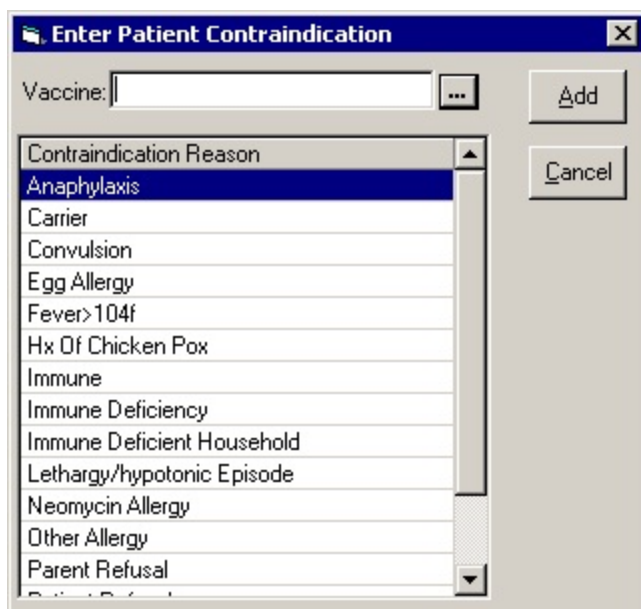 Enter Patient Contraindication
Vaccine:
...
Add
Cancel
Contraindication Reason
Anaphylaxis
Carrier
Convulsion
Egg Allergy
Fever>104f
Hx Of Chicken Pox
Immune
Immune Deficiency
Immune Deficient Household
Lethargy/hypotonic Episode
Neomycin Allergy
Other Allergy
Parent Refusal